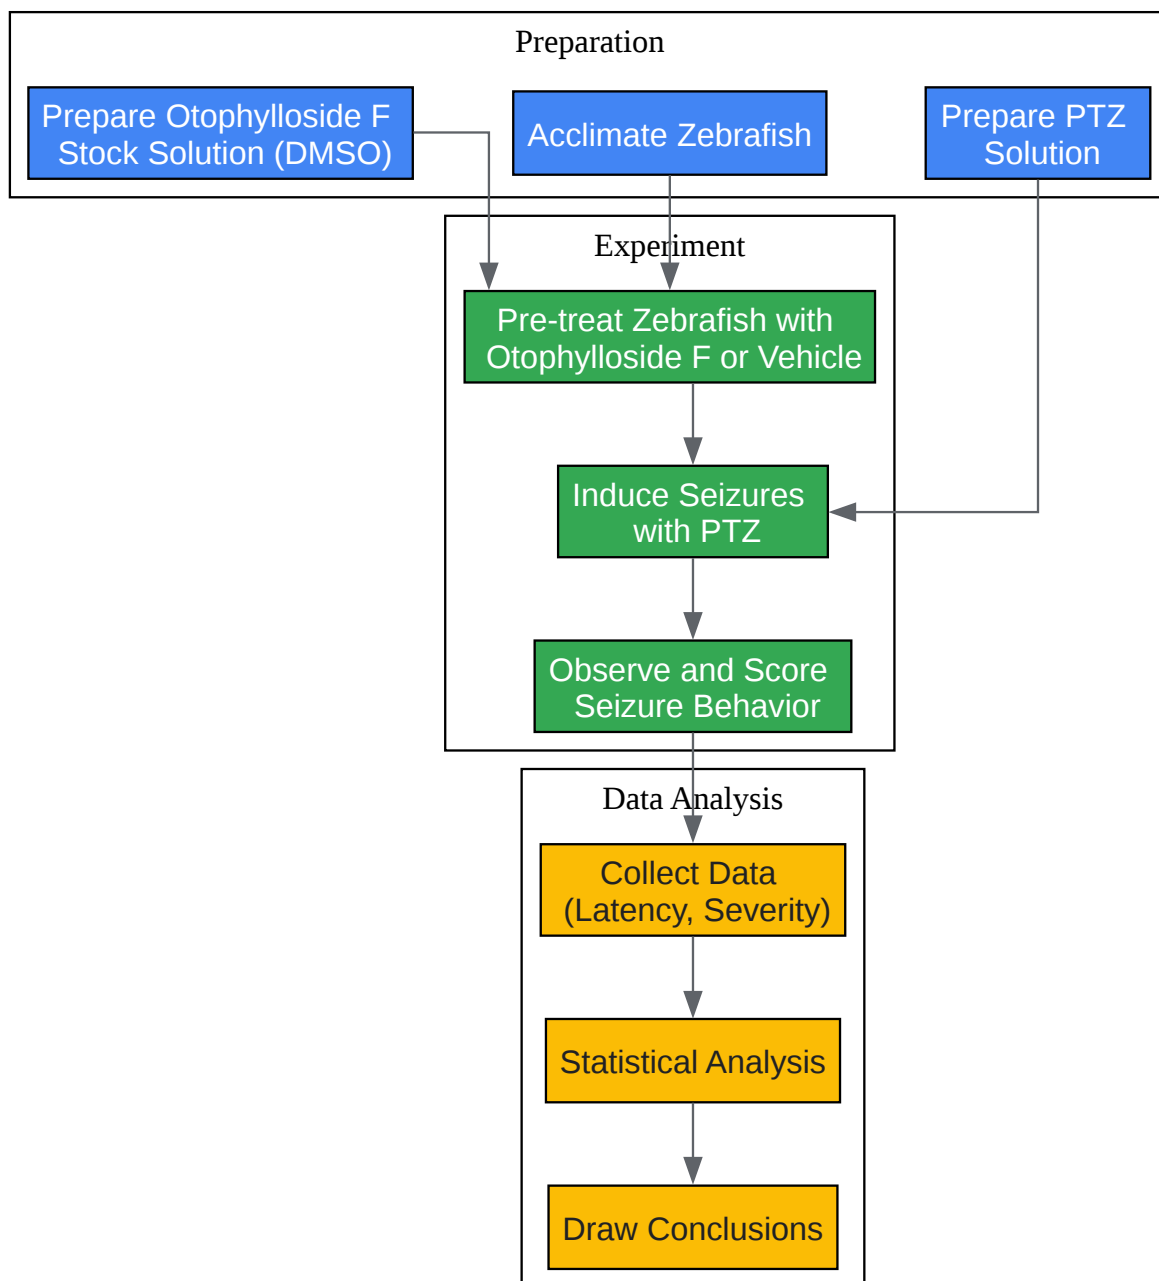 Preparation
Prepare Otophylloside F
Stock Solution (DMSO)
Acclimate Zebrafish
Prepare PTZ
Solution
Experiment
Pre-treat Zebrafish with
Otophylloside F or Vehicle
Induce Seizures
with PTZ
Observe and Score
Seizure Behavior
Data Analysis
Collect Data
(Latency, Severity)
Statistical Analysis
Draw Conclusions